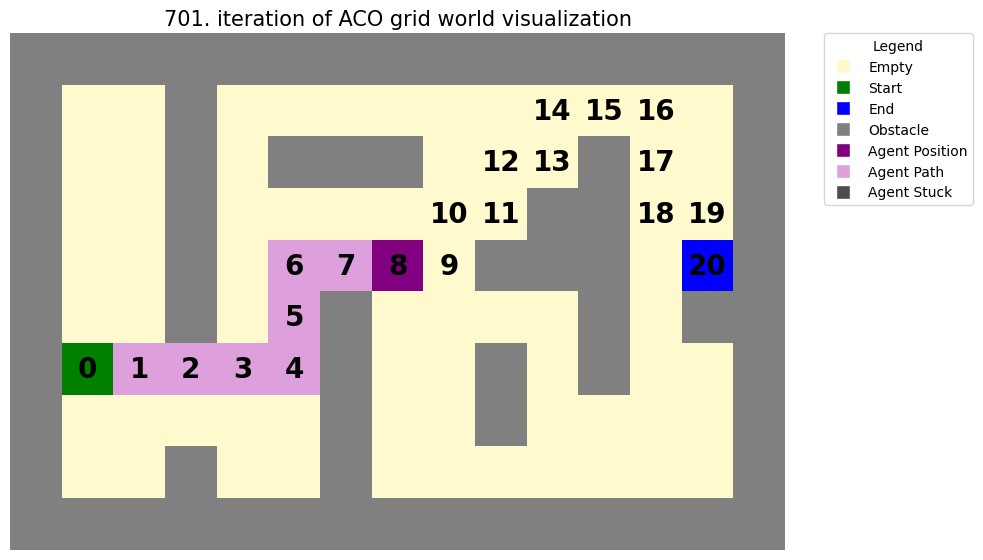 701. iteration of ACO grid world visualization
14 15 16
12 13 17
10 11 18 19
6 7 8 9 20
5
0 1 2 3 4
Legend
Empty
Start
End
Obstacle
Agent Position
Agent Path
Agent Stuck